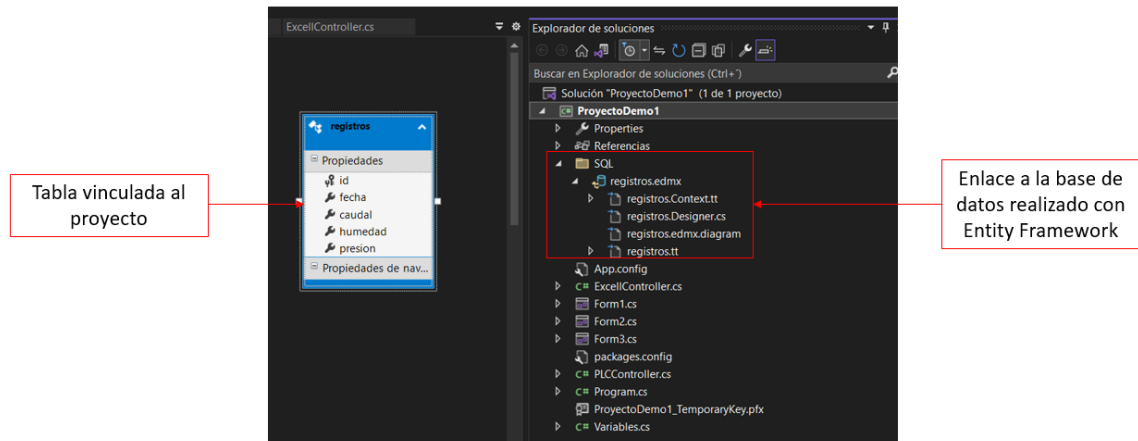 ExcellController.cs
Explorador de soluciones
Buscar en Explorador de soluciones (Ctrl+´)
Solución "ProyectoDemo1" (1 de 1 proyecto)
ProyectoDemo1
Properties
Referencias
SQL
registros.edmx
registros.Context.tt
registros.Designer.cs
registros.edmx.diagram
registros.tt
App.config
C# ExcellController.cs
Form1.cs
Form2.cs
Form3.cs
packages.config
C# PLCController.cs
C# Program.cs
ProyectoDemo1_TemporaryKey.pfx
C# Variables.cs
registros
Propiedades
id
fecha
caudal
humedad
presion
Propiedades de nav...
Tabla vinculada al
proyecto
Enlace a la base de
datos realizado con
Entity Framework